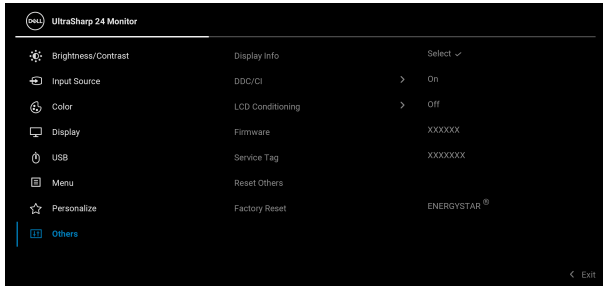 DELL UltraSharp 24 Monitor
Brightness/Contrast Display Info Select ✓
Input Source DDC/CI > On
Color LCD Conditioning > Off
Display Firmware XXXXXX
USB Service Tag XXXXXXX
Menu Reset Others
Personalize Factory Reset ENERGYSTAR ®
Others
< Exit